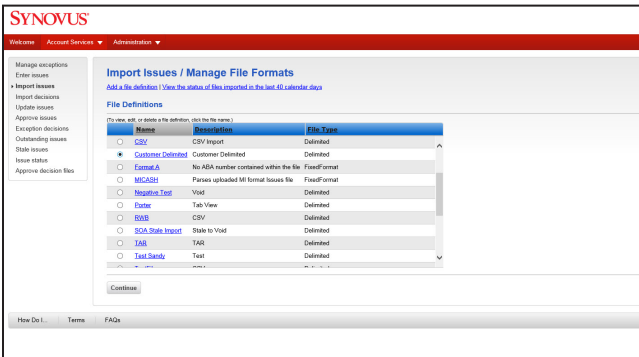 SYNOVUS
Welcome Account Services Administration
Manage exceptions
Enter issues
Import issues
Import decisions
Update issues
Approve issues
Exception decisions
Outstanding issues
Stale issues
Issue status
Approve decision files
Import Issues / Manage File Formats
Add a file definition | View the status of files imported in the last 40 calendar days
File Definitions
(To view, edit, or delete a file definition, click the file name.)
Name Description File Type
CSV CSV Import Delimited
Customer Delimited Customer Delimited Delimited
Format A No ABA number contained within the file FixedFormat
MICASH Parses uploaded MI format Issues file FixedFormat
Negative Test Void Delimited
Porter Tab View Delimited
RWB CSV Delimited
SOA Stale Import Stale to Void Delimited
TAR TAR Delimited
Test Sandy Test Delimited
Continue
How Do I... Terms FAQs